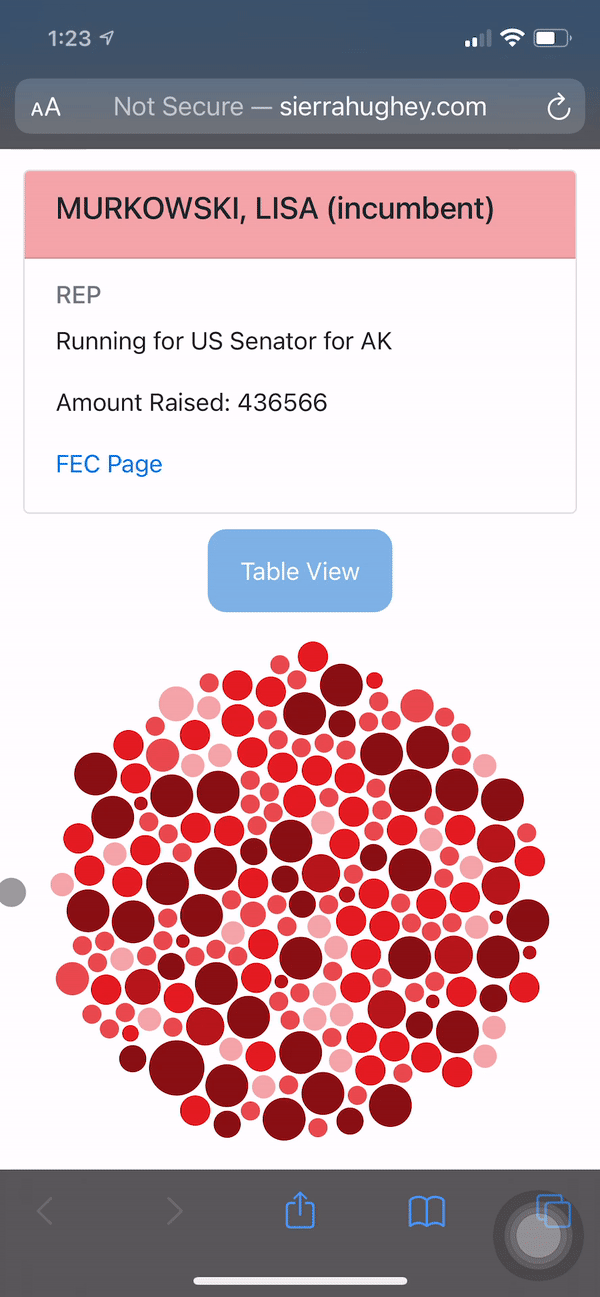 1:23
AA Not Secure — sierrahughey.com
MURKOWSKI, LISA (incumbent)
REP
Running for US Senator for AK
Amount Raised: 436566
FEC Page
Table View